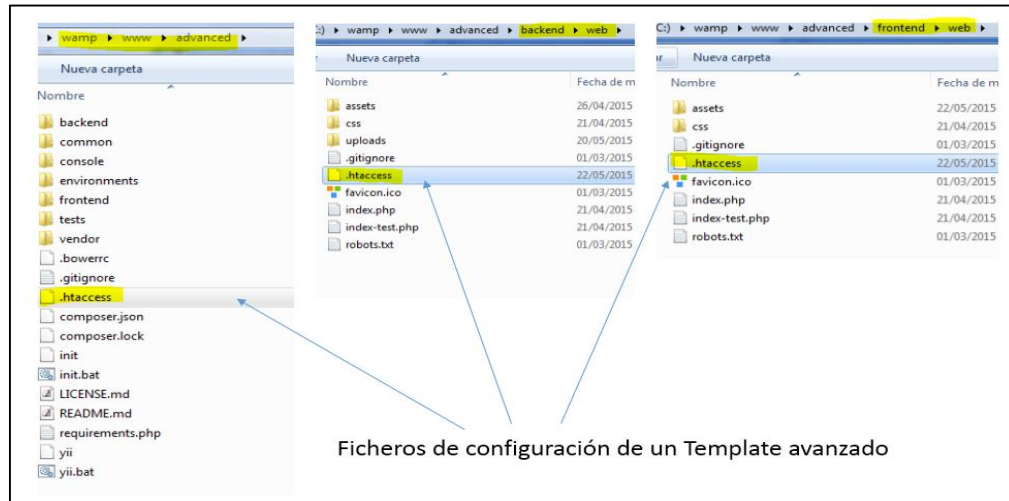 wamp ▸ www ▸ advanced ▸
Nueva carpeta
Nombre
backend
common
console
environments
frontend
tests
vendor
.bowerrc
.gitignore
.htaccess
composer.json
composer.lock
init
init.bat
LICENSE.md
README.md
requirements.php
yii
yii.bat
:) ▸ wamp ▸ www ▸ advanced ▸ backend ▸ web ▸
Nueva carpeta
Nombre Fecha de m
assets 26/04/2015
css 21/04/2015
uploads 20/05/2015
.gitignore 01/03/2015
.htaccess 22/05/2015
favicon.ico 01/03/2015
index.php 21/04/2015
index-test.php 21/04/2015
robots.txt 01/03/2015
C:) ▸ wamp ▸ www ▸ advanced ▸ frontend ▸ web ▸
ar Nueva carpeta
Nombre Fecha de m
assets 22/05/2015
css 21/04/2015
.gitignore 01/03/2015
.htaccess 22/05/2015
favicon.ico 01/03/2015
index.php 21/04/2015
index-test.php 21/04/2015
robots.txt 01/03/2015
Ficheros de configuración de un Template avanzado